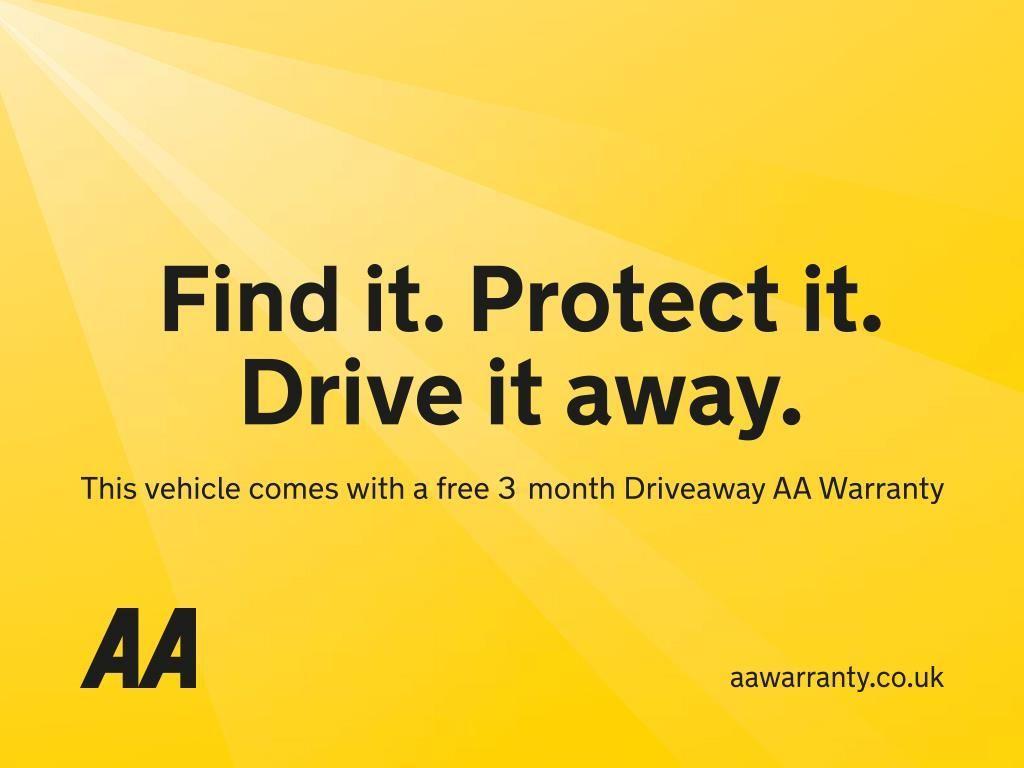 Find it. Protect it.
Drive it away.
This vehicle comes with a free 3 month Driveaway AA Warranty
AA
aawarranty.co.uk